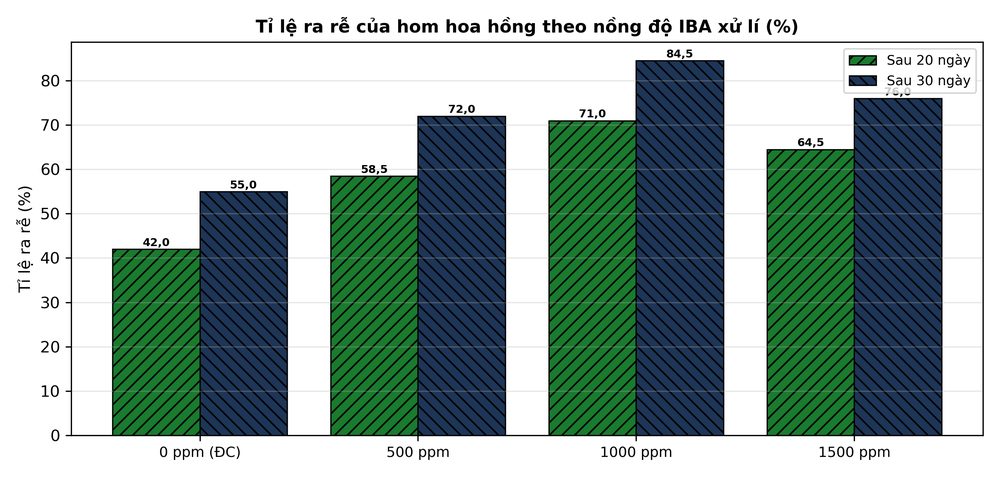 Tỉ lệ ra rễ của hom hoa hồng theo nồng độ IBA xử lí (%)
Sau 20 ngày
Sau 30 ngày
Tỉ lệ ra rễ (%)
80
70
60
50
40
30
20
10
0
42,0
55,0
58,5
72,0
71,0
84,5
64,5
76,0
0 ppm (ĐC)
500 ppm
1000 ppm
1500 ppm